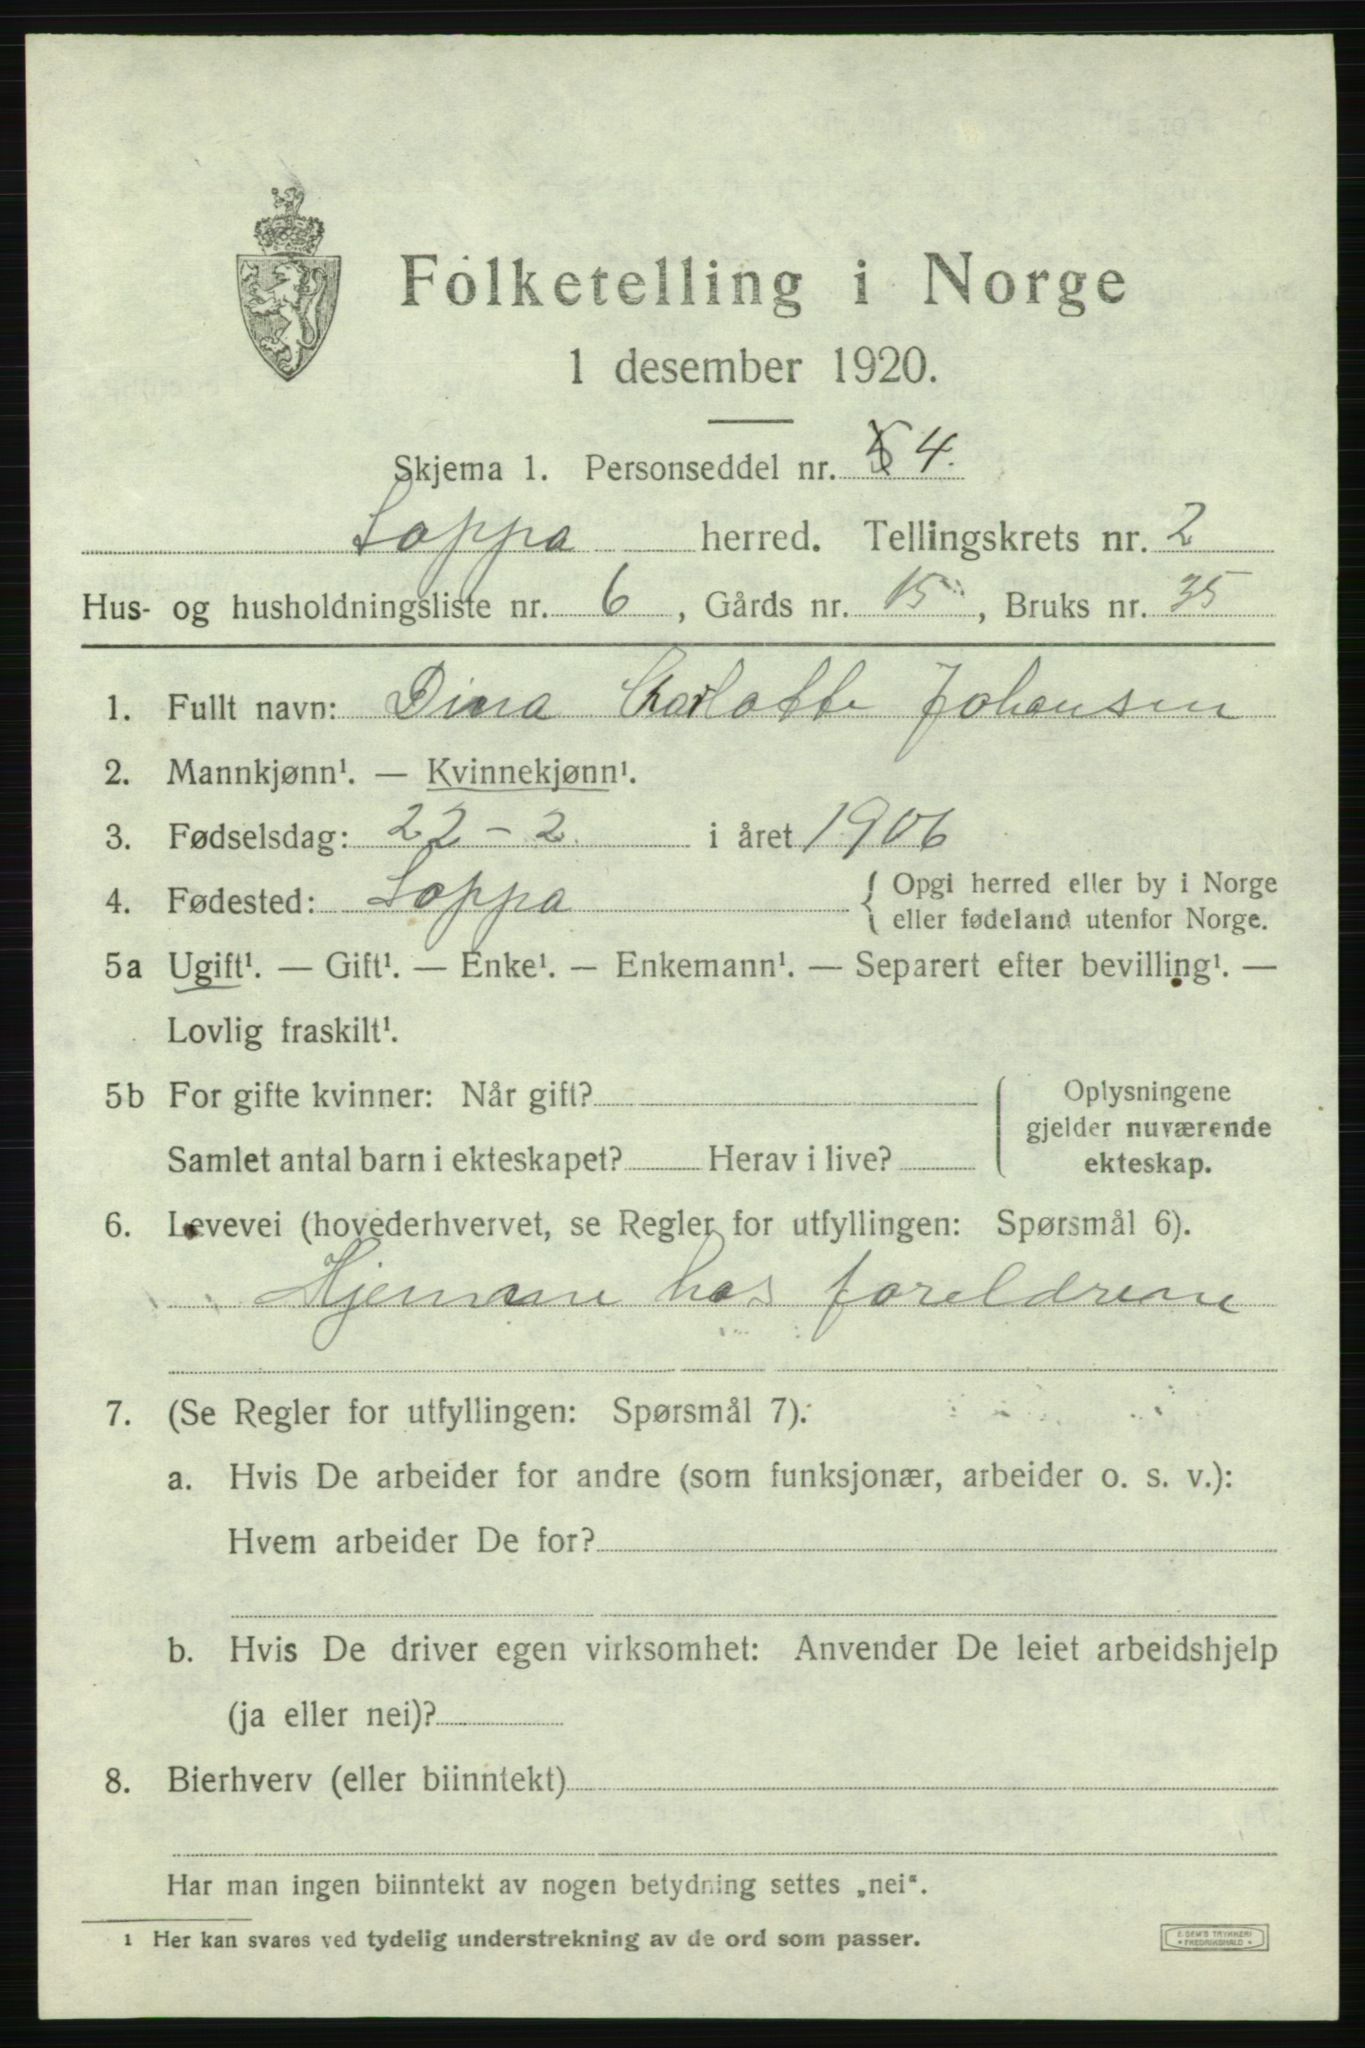 Folketelling i Norge
1 desember 1920.
Skjema 1. Personseddel nr. 5 4.
Loppa herred. Tellingskrets nr. 2
Hus- og husholdningsliste nr. 6, Gårds nr. 15, Bruks nr. 35
1. Fullt navn: Dina Charlotte Johansen
2. Mannkjønn¹. — Kvinnekjønn¹.
3. Fødselsdag: 22-2. i året 1906
4. Fødested: Loppa { Opgi herred eller by i Norge
eller fødeland utenfor Norge.
5a Ugift¹. — Gift¹. — Enke¹. — Enkemann¹. — Separert efter bevilling¹. —
Lovlig fraskilt¹.
5b For gifte kvinner: Når gift?
Samlet antal barn i ekteskapet? Herav i live?
Oplysningene
gjelder nuværende
ekteskap.
6. Levevei (hovederhvervet, se Regler for utfyllingen: Spørsmål 6).
Hjemme hos foreldrene
7. (Se Regler for utfyllingen: Spørsmål 7):
a. Hvis De arbeider for andre (som funksjonær, arbeider o. s. v.):
Hvem arbeider De for?
b. Hvis De driver egen virksomhet: Anvender De leiet arbeidshjelp
(ja eller nei)?
8. Bierhverv (eller biinntekt)
Har man ingen biinntekt av nogen betydning settes „nei“.
¹ Her kan svares ved tydelig understrekning av de ord som passer.
E. SEM'S TRYKKERI
• FREDRIKSHALD •